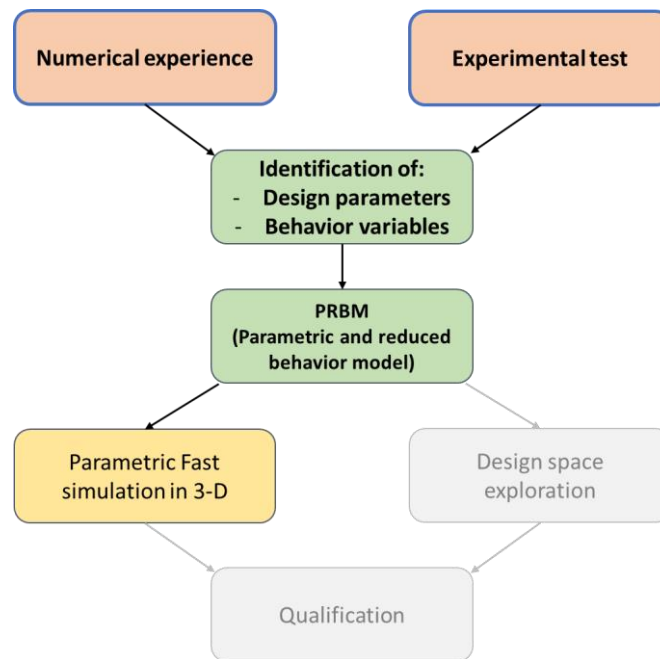 Numerical experience
Experimental test
Identification of:
- Design parameters
- Behavior variables
PRBM
(Parametric and reduced
behavior model)
Parametric Fast
simulation in 3-D
Design space
exploration
Qualification